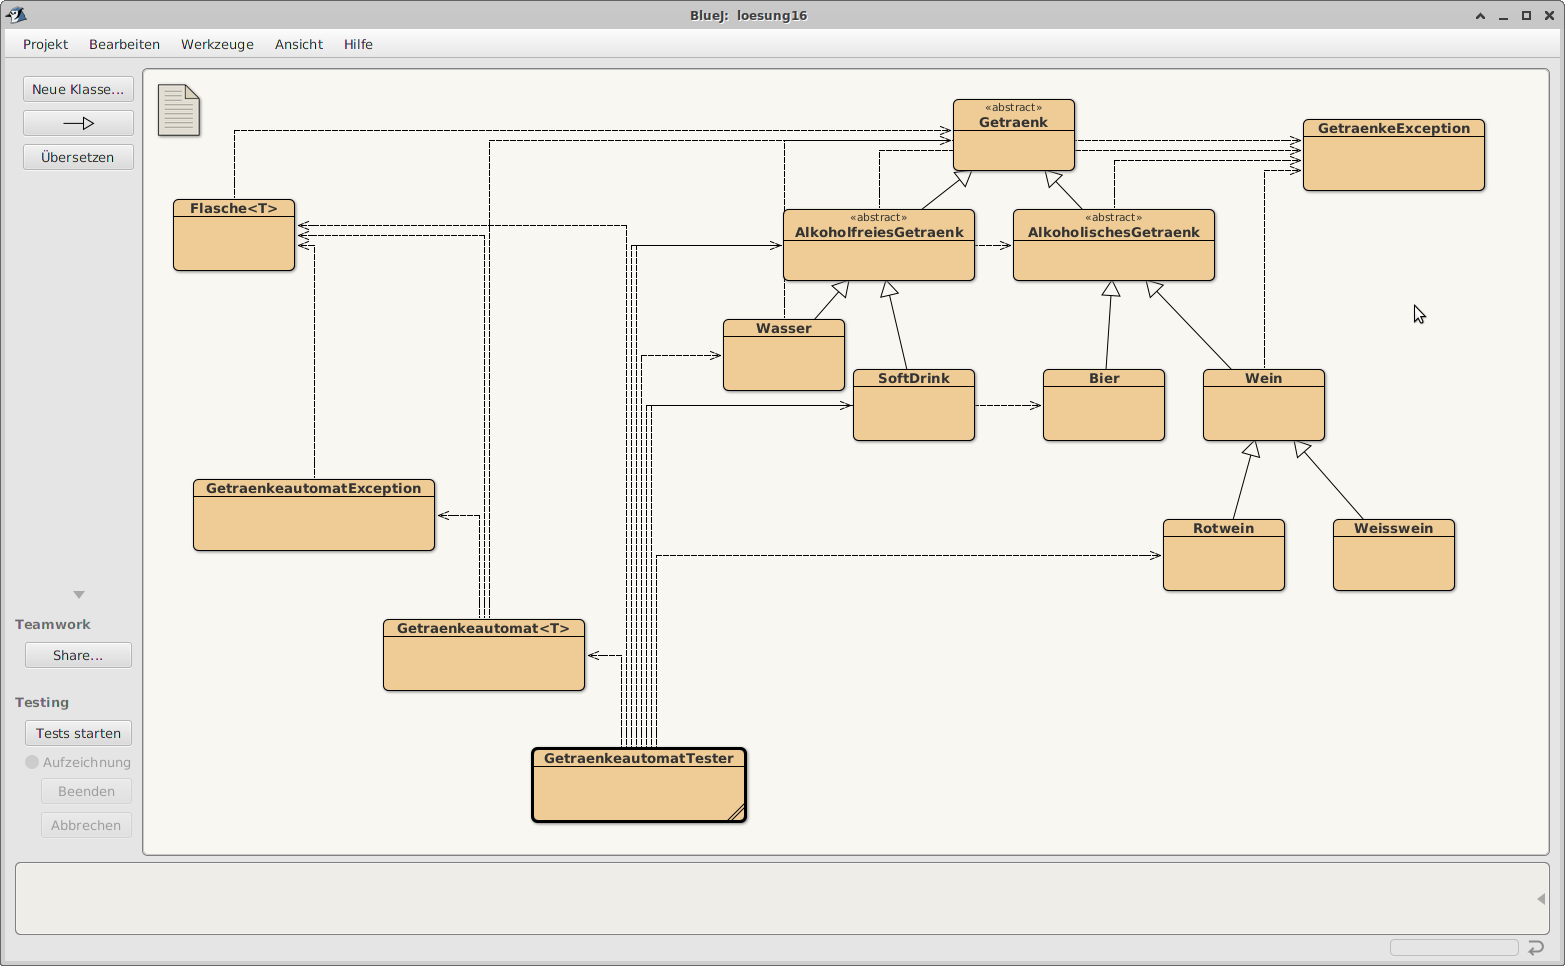 BlueJ: loesung16
Projekt Bearbeiten Werkzeuge Ansicht Hilfe
Neue Klasse...
Übersetzen
«abstract»
Getraenk
GetraenkeException
Flasche<T>
«abstract»
AlkoholfreiesGetraenk
«abstract»
AlkoholischesGetraenk
Wasser
SoftDrink
Bier
Wein
GetraenkeautomatException
Rotwein
Weisswein
Getraenkeautomat<T>
GetraenkeautomatTester
Teamwork
Share...
Testing
Tests starten
Aufzeichnung
Beenden
Abbrechen